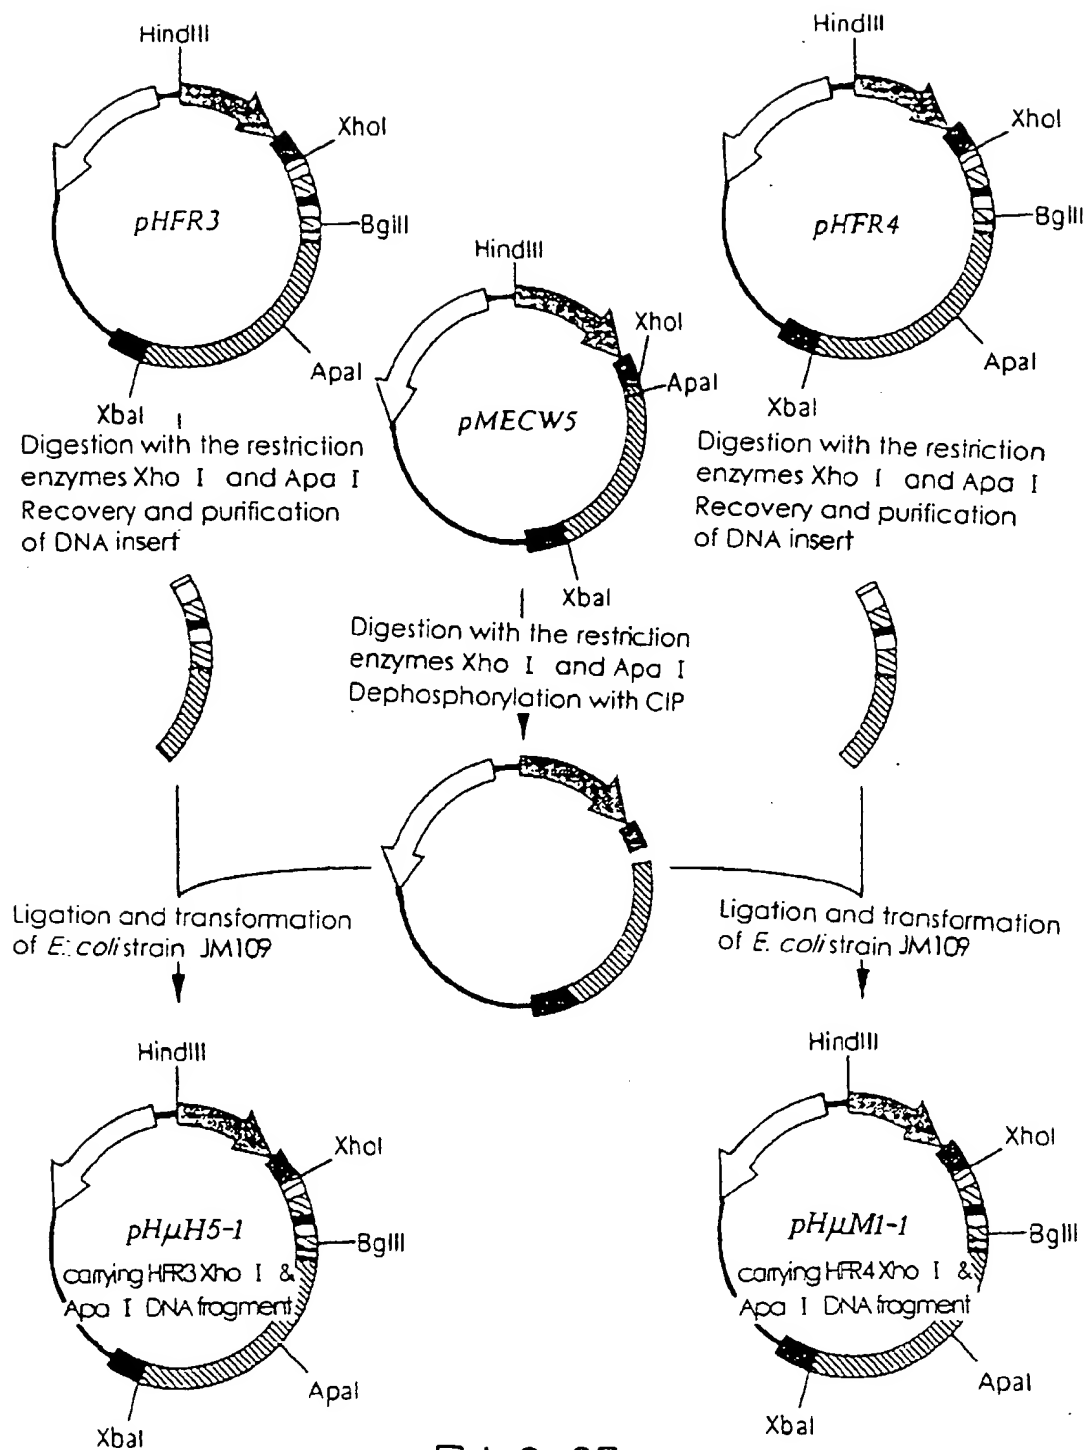 HindIII
XhoI
pHFR3
BglII
ApaI
XbaI
HindIII
XhoI
pHFR4
BglII
ApaI
XbaI
HindIII
XhoI
ApaI
pMECW5
XbaI
Digestion with the restriction
enzymes Xho I and Apa I
Recovery and purification
of DNA insert
Digestion with the restriction
enzymes Xho I and Apa I
Recovery and purification
of DNA insert
Digestion with the restriction
enzymes Xho I and Apa I
Dephosphorylation with CIP
Ligation and transformation
of E. coli strain JM109
Ligation and transformation
of E. coli strain JM109
HindIII
XhoI
pHμH5-1
BglII
carrying HFR3 Xho I &
Apa I DNA fragment
ApaI
XbaI
HindIII
XhoI
pHμM1-1
BglII
carrying HFR4 Xho I &
Apa I DNA fragment
ApaI
XbaI